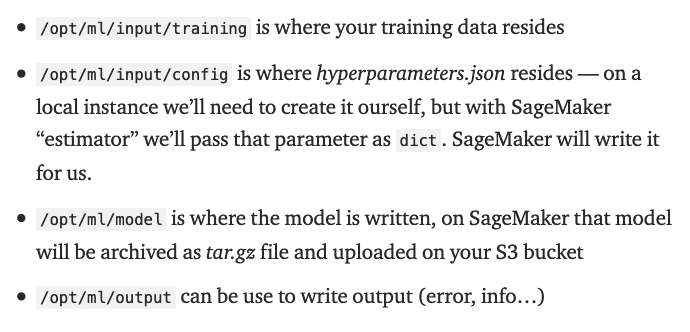 • /opt/ml/input/training is where your training data resides
• /opt/ml/input/config is where hyperparameters.json resides — on a
local instance we’ll need to create it ourself, but with SageMaker
“estimator” we’ll pass that parameter as dict. SageMaker will write it
for us.
• /opt/ml/model is where the model is written, on SageMaker that model
will be archived as tar.gz file and uploaded on your S3 bucket
• /opt/ml/output can be use to write output (error, info…)